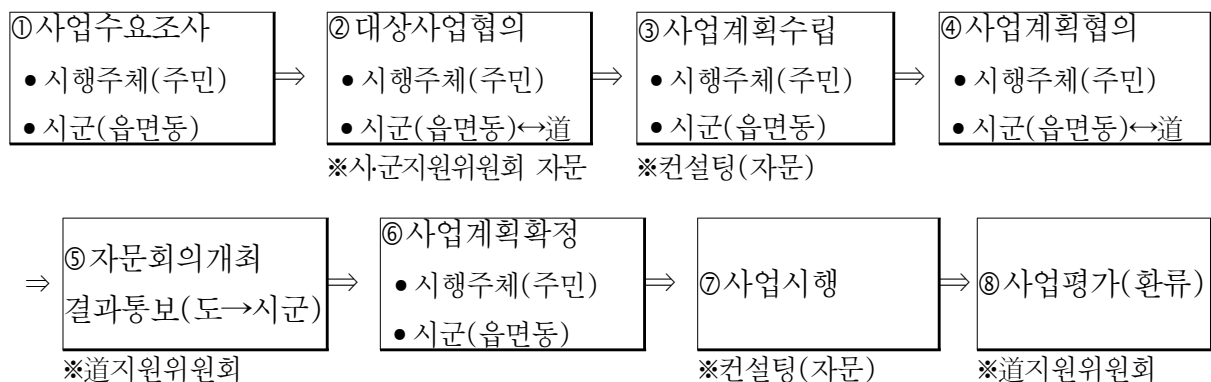 ①사업수요조사
● 시행주체(주민)
● 시군(읍면동)
⇒
②대상사업협의
● 시행주체(주민)
● 시군(읍면동)↔道
※시·군지원위원회 자문
⇒
③사업계획수립
● 시행주체(주민)
● 시군(읍면동)
※컨설팅(자문)
⇒
④사업계획협의
● 시행주체(주민)
● 시군(읍면동)↔道
⇒
⑤자문회의개최
결과통보(도→시군)
※道지원위원회
⇒
⑥사업계획확정
● 시행주체(주민)
● 시군(읍면동)
⇒
⑦사업시행
※컨설팅(자문)
⇒
⑧사업평가(환류)
※道지원위원회